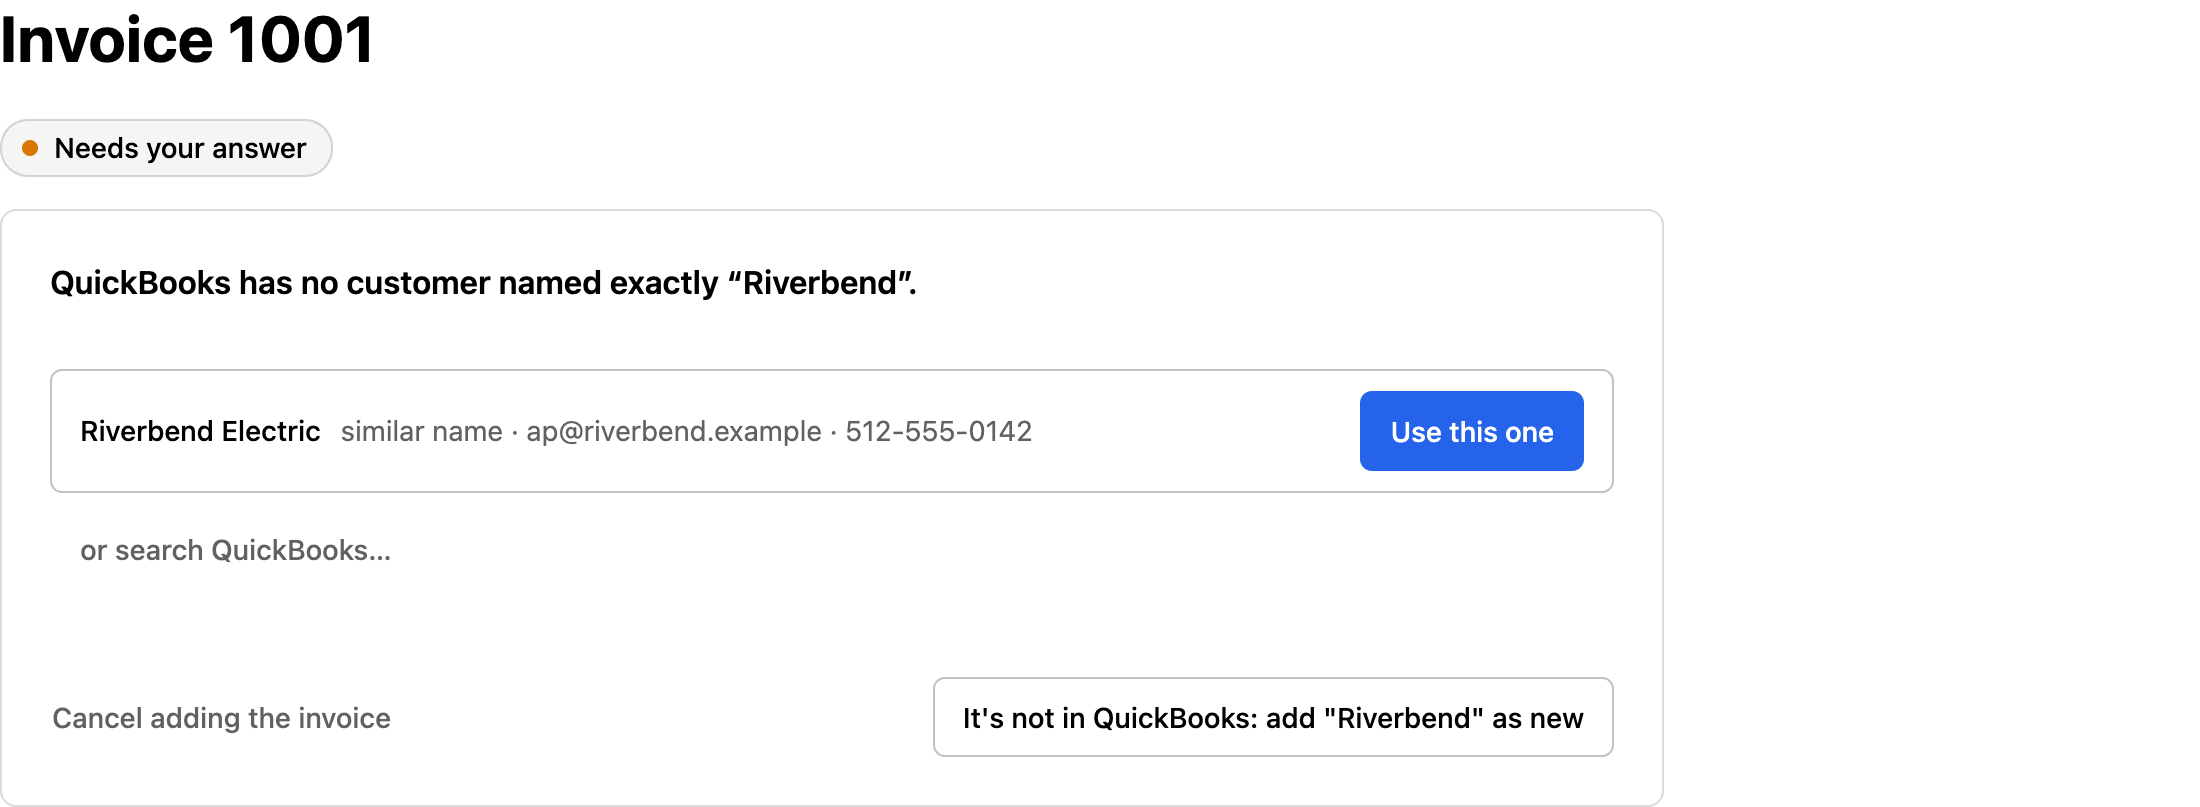 Invoice 1001
Needs your answer
QuickBooks has no customer named exactly “Riverbend”.
Riverbend Electric similar name · ap@riverbend.example · 512-555-0142 Use this one
or search QuickBooks...
Cancel adding the invoice It's not in QuickBooks: add "Riverbend" as new